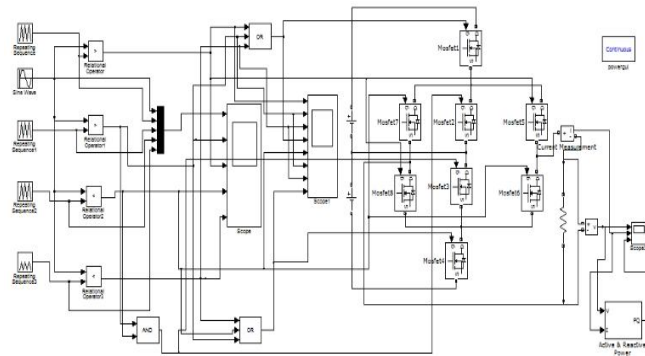 Repeating
Sequence
Sine Wave
Repeating
Sequence1
Repeating
Sequence2
Repeating
Sequence3
Relational
Operator
Relational
Operator1
Relational
Operator2
Relational
AND
OR
OR
Scope
Scope1
Mosfet1
Mosfet7
Mosfet2
Mosfet5
Mosfet8
Mosfet3
Mosfet6
Mosfet4
Continuous
powergui
Current Measurement
Active & Reactive
Power
V
I
PQ